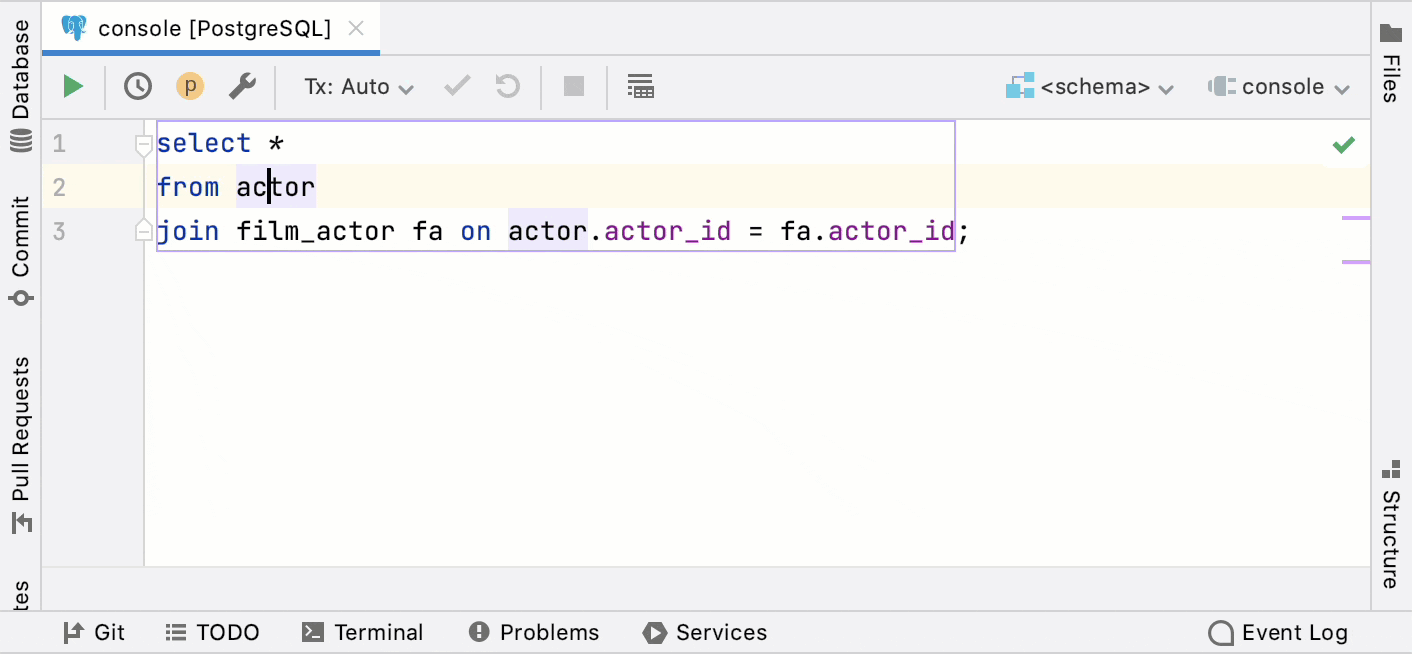 console [PostgreSQL]
Tx: Auto
<schema>
console
1 select *
2 from actor
3 join film_actor fa on actor.actor_id = fa.actor_id;
Database
Commit
Pull Requests
tes
Files
Structure
p
Git
TODO
Terminal
Problems
Services
Event Log